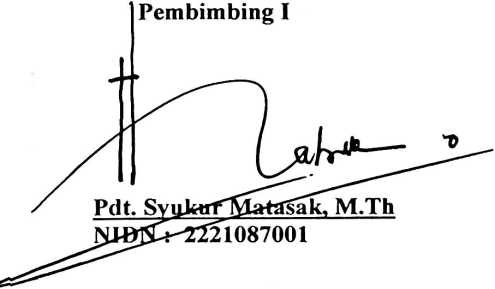 Pembimbing I
Pdt. Syukur Matasak, M.Th
NIDN : 2221087001